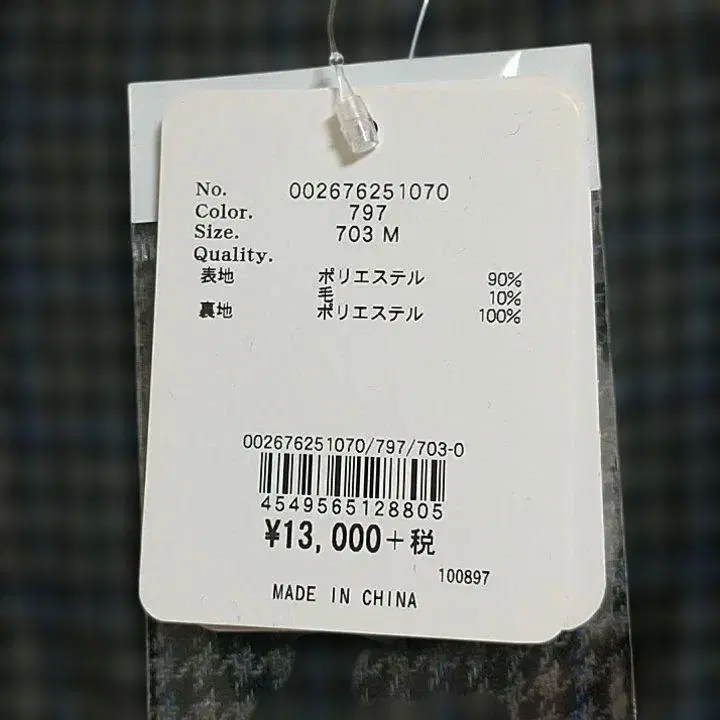 No. 002676251070
Color. 797
Size. 703 M
Quality.
表地 ポリエステル 90%
毛 10%
裏地 ポリエステル 100%
002676251070/797/703-0
4549565128805
¥13,000+税
100897
MADE IN CHINA